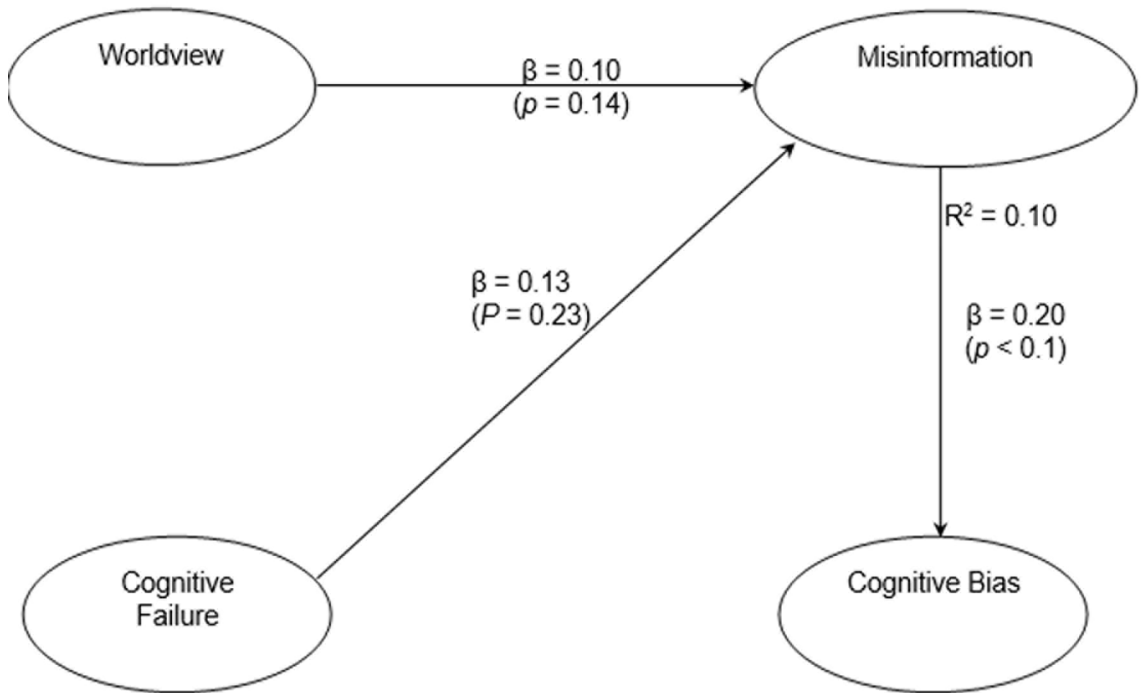 Worldview
Misinformation
β = 0.10
(p = 0.14)
R² = 0.10
β = 0.13
(P = 0.23)
β = 0.20
(p < 0.1)
Cognitive
Failure
Cognitive Bias